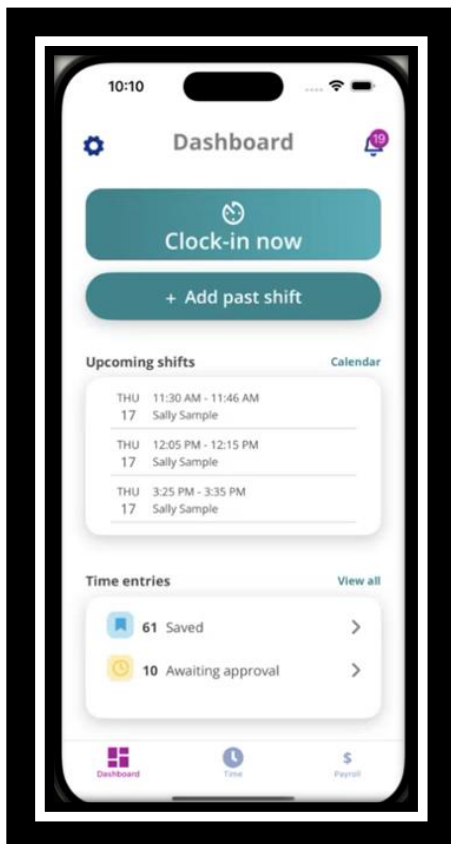 10:10
Dashboard
19
Clock-in now
+ Add past shift
Upcoming shifts Calendar
THU 11:30 AM - 11:46 AM
17 Sally Sample
THU 12:05 PM - 12:15 PM
17 Sally Sample
THU 3:25 PM - 3:35 PM
17 Sally Sample
Time entries View all
61 Saved
10 Awaiting approval
$
Dashboard Time Payroll